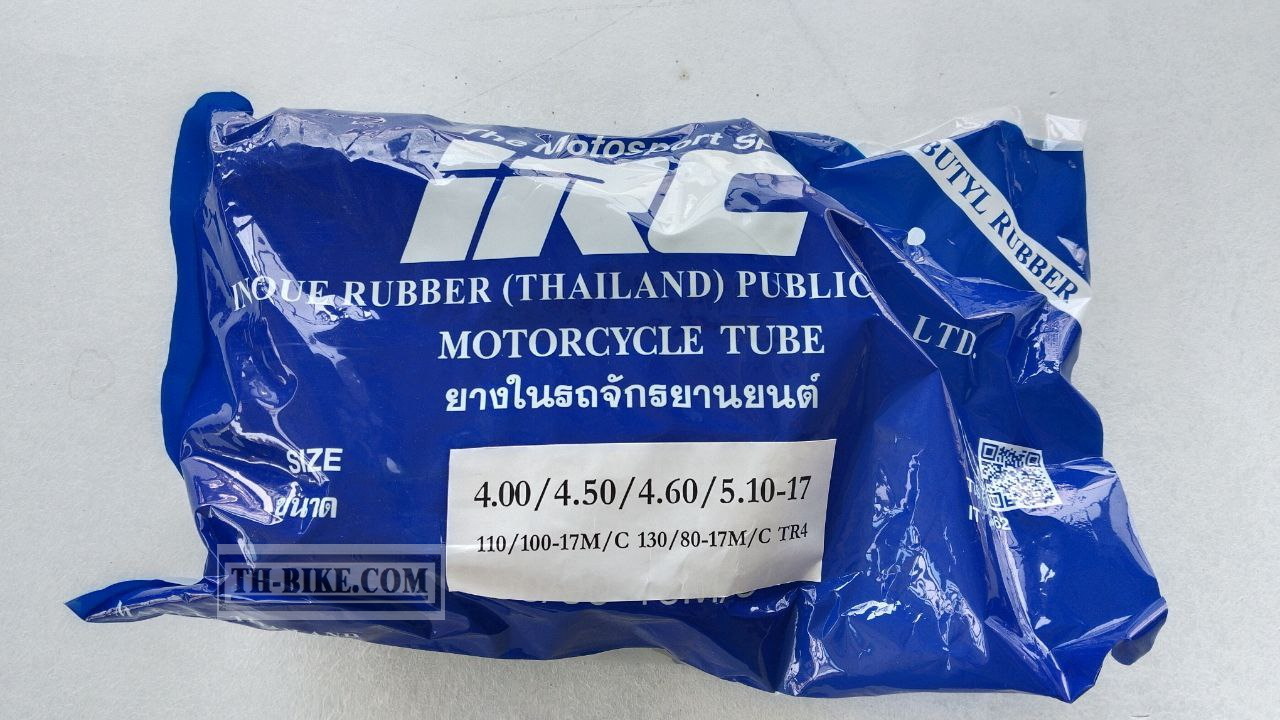 The Motosport
IRC
BUTYL RUBBER
INOUE RUBBER (THAILAND) PUBLIC LTD.
MOTORCYCLE TUBE
ยางในรถจักรยานยนต์
SIZE
ขนาด
4.00/4.50/4.60/5.10-17
110/100-17M/C 130/80-17M/C TR4
TH-BIKE.COM